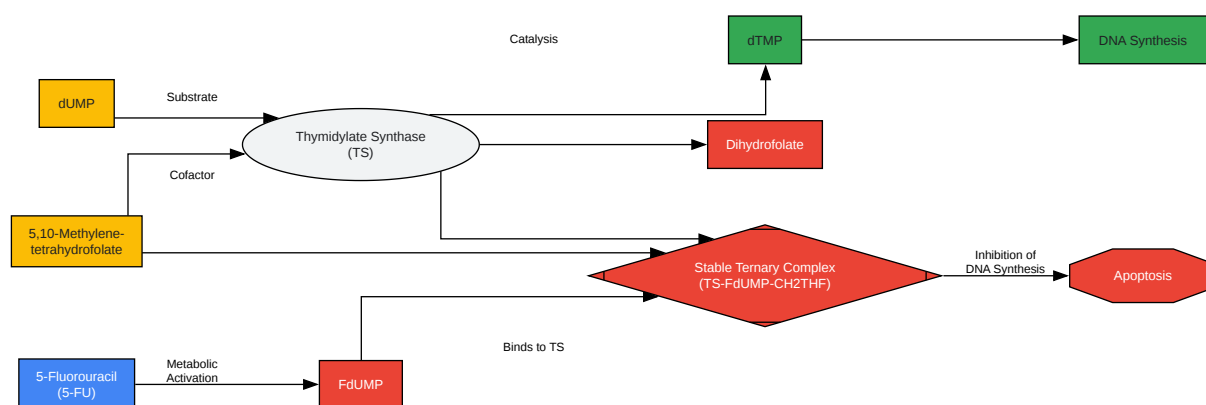 Catalysis
dTMP
DNA Synthesis
dUMP
Substrate
Thymidylate Synthase
(TS)
Dihydrofolate
Cofactor
5,10-Methylene-
tetrahydrofolate
Stable Ternary Complex
(TS-FdUMP-CH2THF)
Inhibition of
DNA Synthesis
Apoptosis
Binds to TS
5-Fluorouracil
(5-FU)
Metabolic
Activation
FdUMP